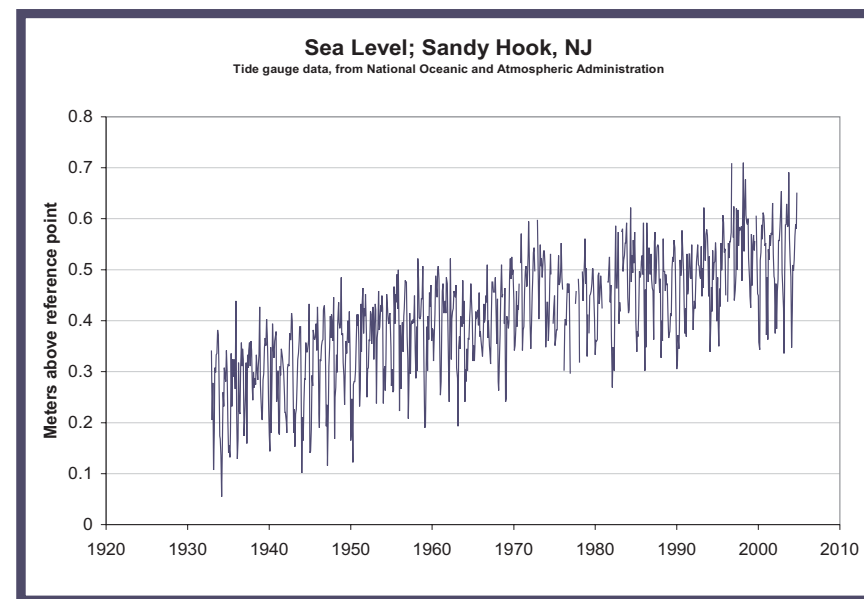 Sea Level; Sandy Hook, NJ
Tide gauge data, from National Oceanic and Atmospheric Administration
Meters above reference point
0.8
0.7
0.6
0.5
0.4
0.3
0.2
0.1
0
1920 1930 1940 1950 1960 1970 1980 1990 2000 2010